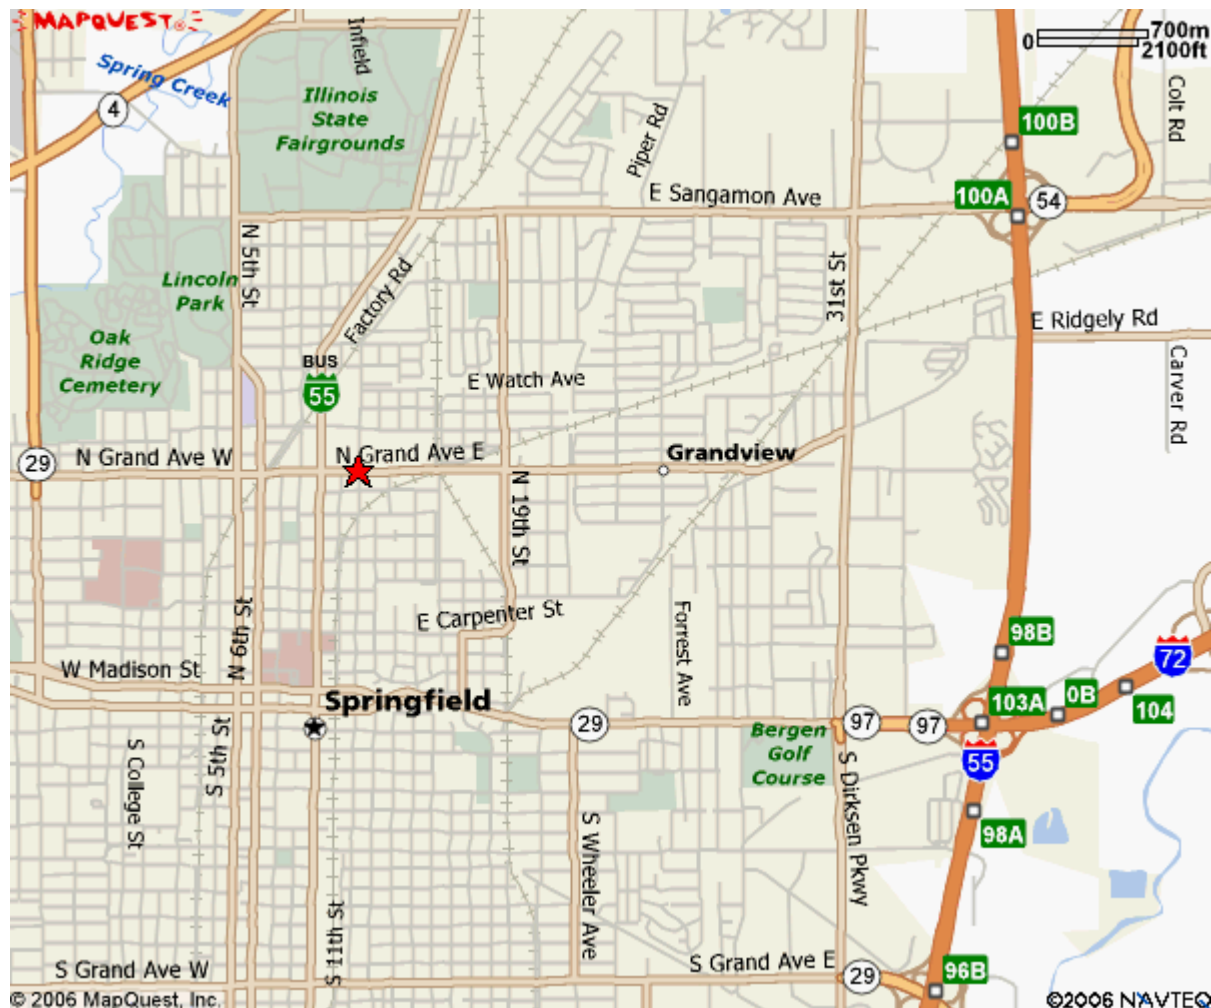 MAPQUEST
Infield
0
700m
2100ft
Spring Creek
4
Illinois
State
Fairgrounds
Piper Rd
Colt Rd
100B
E Sangamon Ave
100A
54
N 5th St
Lincoln
Park
Factory Rd
31st St
E Ridgely Rd
Oak
Ridge
Cemetery
BUS
55
E Watch Ave
Carver Rd
29
N Grand Ave W
N Grand Ave E
Grandview
N 19th St
E Carpenter St
N 6th St
Forrest Ave
98B
72
W Madison St
Springfield
103A
0B
104
29
97
97
Bergen
Golf
Course
55
S 5th St
S College St
S Wheeler Ave
S Dirksen Pkwy
98A
S 11th St
S Grand Ave W
S Grand Ave E
29
96B
© 2006 MapQuest, Inc.
©2006 NAVTEQ